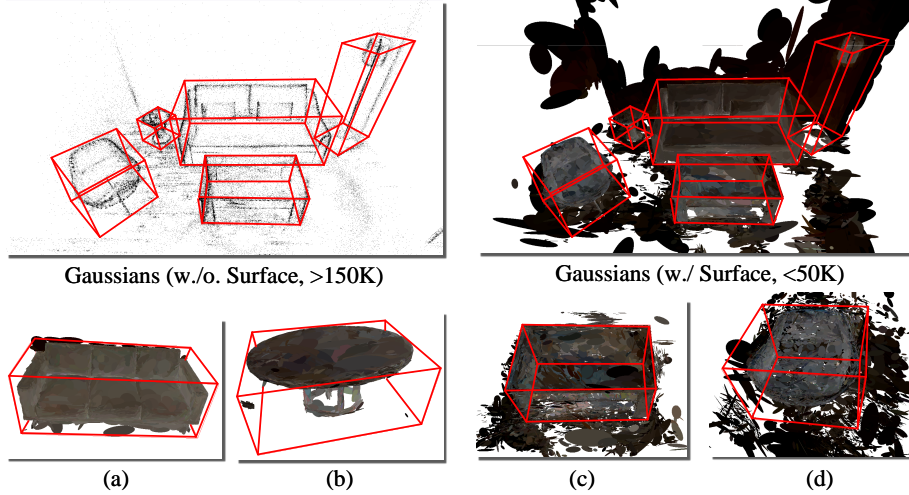 Gaussians (w./o. Surface, >150K)
Gaussians (w./ Surface, <50K)
(a)
(b)
(c)
(d)